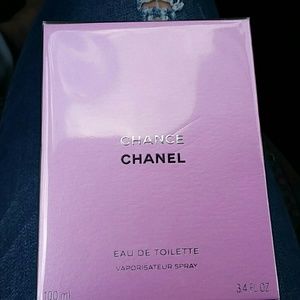 CHANCE
CHANEL
EAU DE TOILETTE
VAPORISATEUR SPRAY
100 ml 3.4 FL OZ